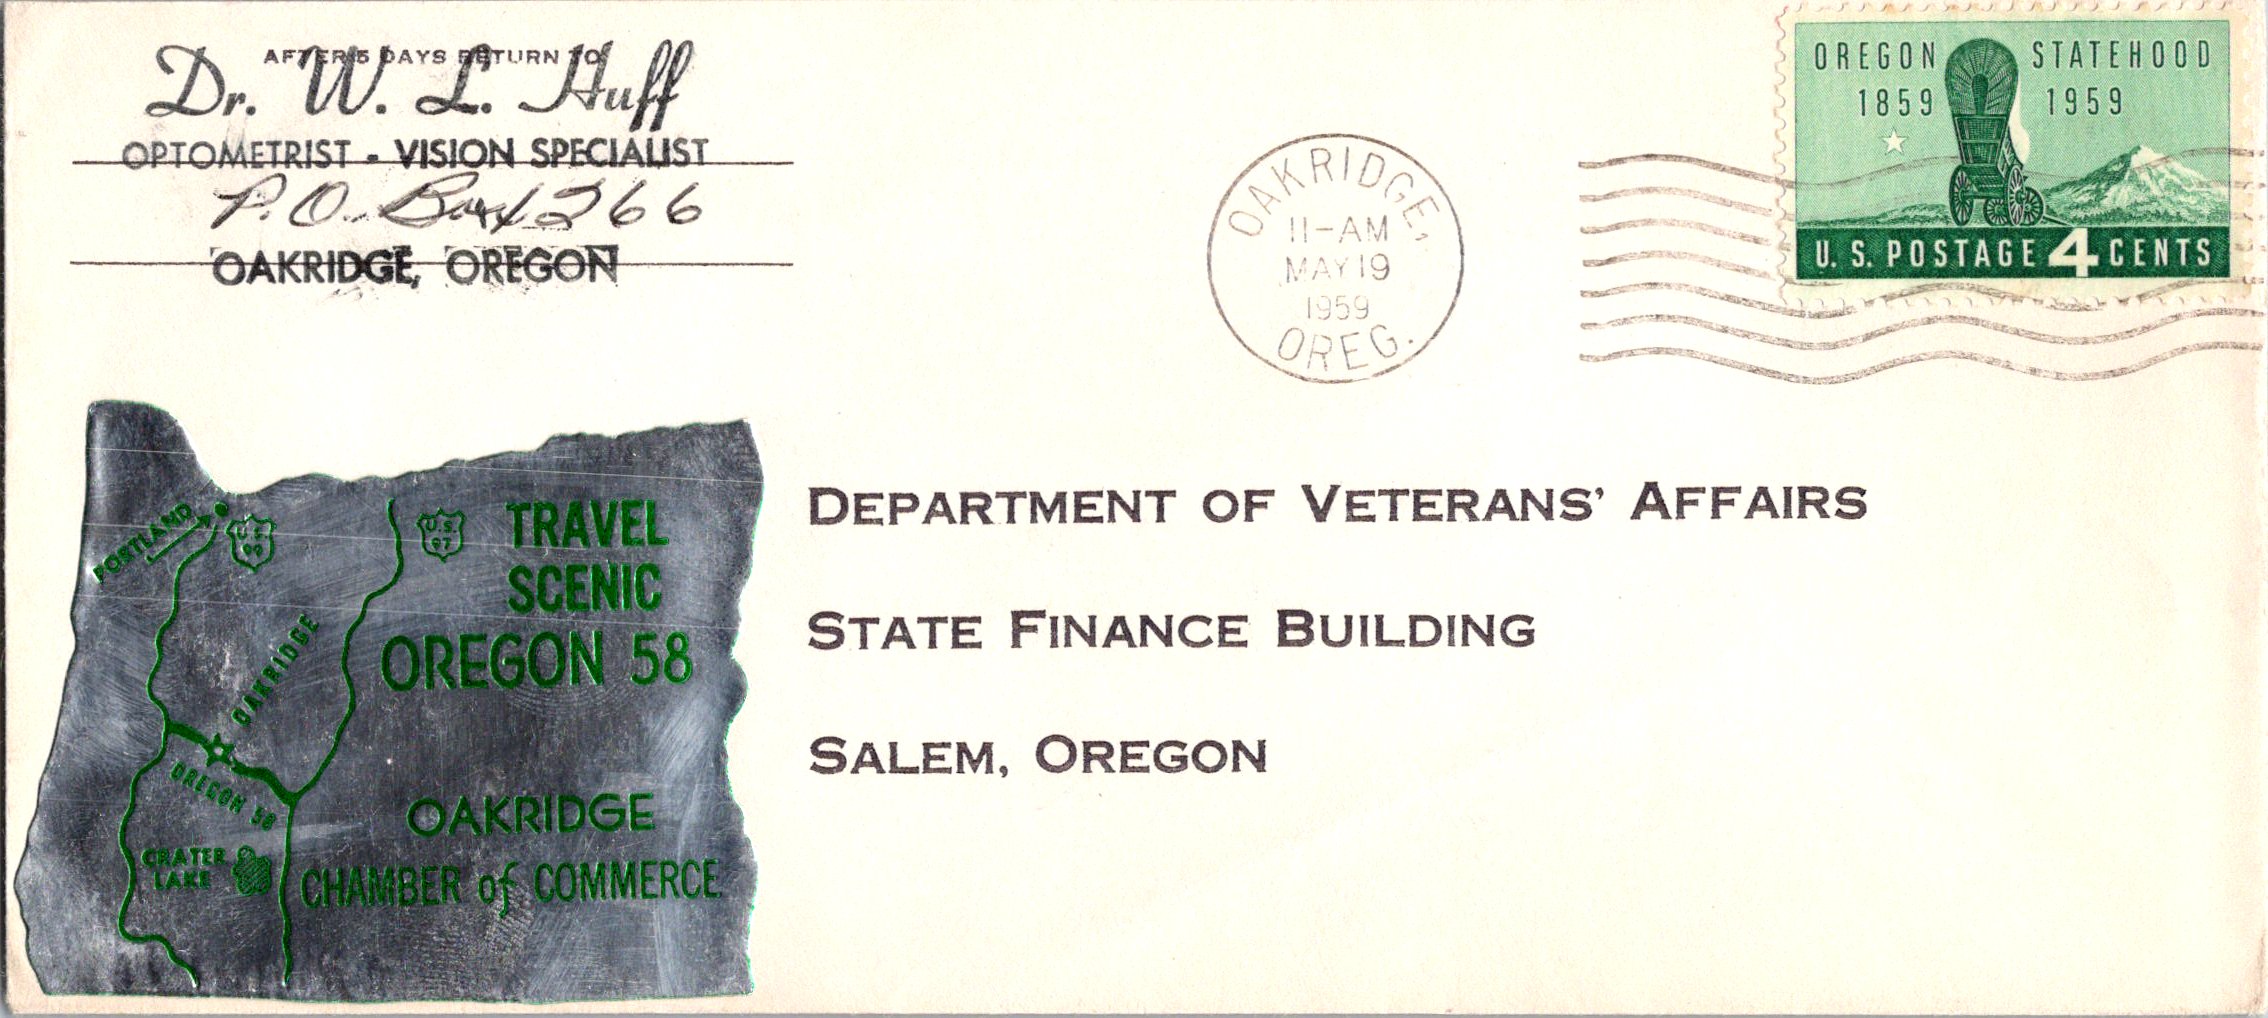 AFTER 5 DAYS RETURN TO
Dr. W. L. Huff
OPTOMETRIST - VISION SPECIALIST
P.O. Box 266
OAKRIDGE, OREGON
OAKRIDGE,
11-AM
MAY 19
1959
OREG.
OREGON STATEHOOD
1859 1959
U.S. POSTAGE 4 CENTS
DEPARTMENT OF VETERANS' AFFAIRS
STATE FINANCE BUILDING
SALEM, OREGON
PORTLAND
U.S. 99
U.S. 97
TRAVEL
SCENIC
OREGON 58
OAKRIDGE
OREGON 58
CRATER
LAKE
OAKRIDGE
CHAMBER of COMMERCE